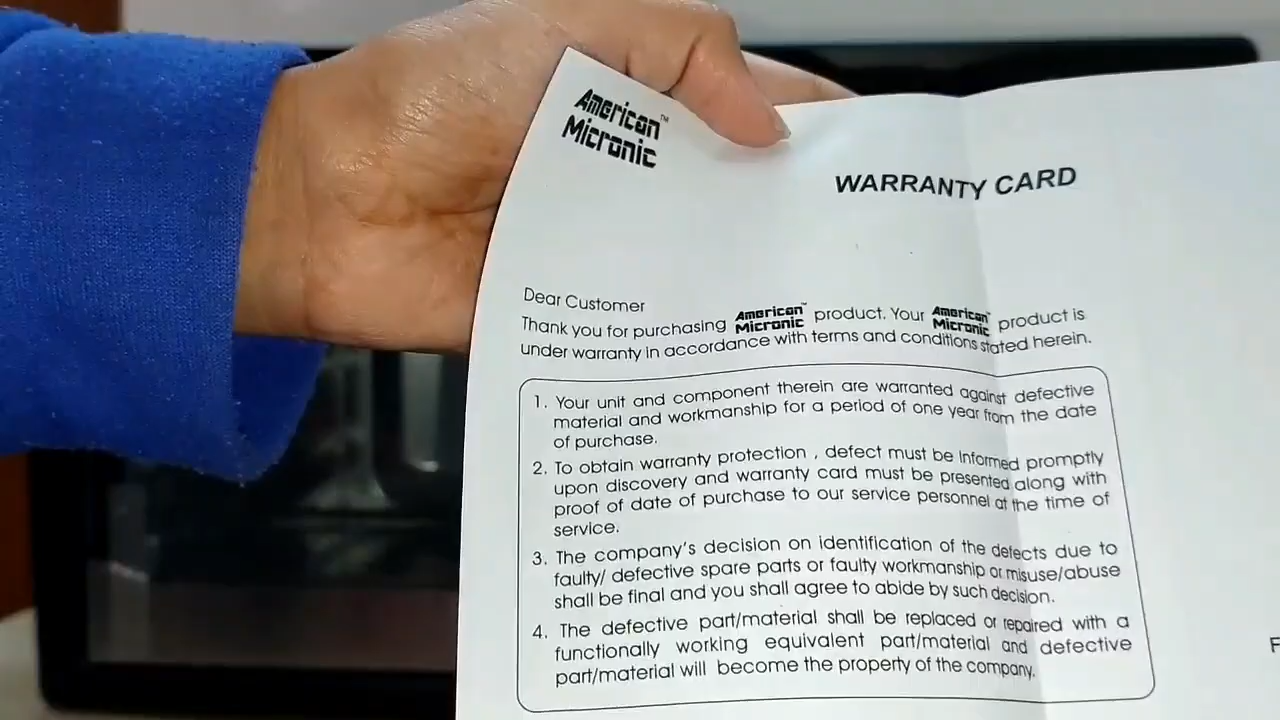 American™
Micronic
WARRANTY CARD
Dear Customer
Thank you for purchasing American™ Micronic product. Your American™ Micronic product is
under warranty in accordance with terms and conditions stated herein.
1. Your unit and component therein are warranted against defective
material and workmanship for a period of one year from the date
of purchase.
2. To obtain warranty protection , defect must be informed promptly
upon discovery and warranty card must be presented along with
proof of date of purchase to our service personnel at the time of
service.
3. The company's decision on identification of the defects due to
faulty/ defective spare parts or faulty workmanship or misuse/abuse
shall be final and you shall agree to abide by such decision.
4. The defective part/material shall be replaced or repaired with a
functionally working equivalent part/material and defective
part/material will become the property of the company.
F